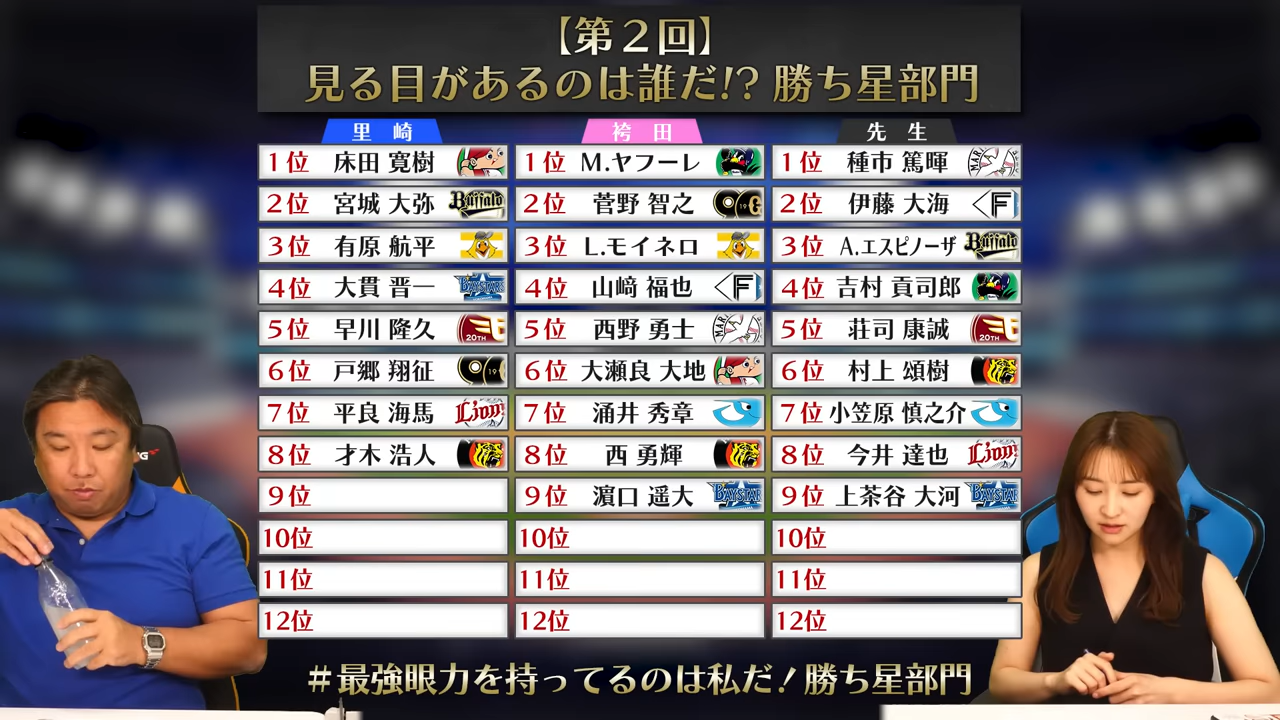 【第2回】
見る目があるのは誰だ!? 勝ち星部門
里崎 袴田 先生
1位 床田 寛樹 1位 M.ヤフーレ 1位 種市 篤暉
2位 宮城 大弥 Buffalo 2位 菅野 智之 2位 伊藤 大海 F
3位 有原 航平 3位 L.モイネロ 3位 A.エスピノーザ Buffalo
4位 大貫 晋一 BAYSTARS 4位 山﨑 福也 F 4位 吉村 貢司郎
5位 早川 隆久 20TH 5位 西野 勇士 MAR 5位 荘司 康誠 20TH
6位 戸郷 翔征 6位 大瀬良 大地 6位 村上 頌樹
7位 平良 海馬 Lions 7位 涌井 秀章 7位 小笠原 慎之介
8位 才木 浩人 8位 西 勇輝 8位 今井 達也 Lions
9位 9位 濵口 遥大 BAYSTARS 9位 上茶谷 大河 BAYSTARS
10位 10位 10位
11位 11位 11位
12位 12位 12位
#最強眼力を持ってるのは私だ!勝ち星部門